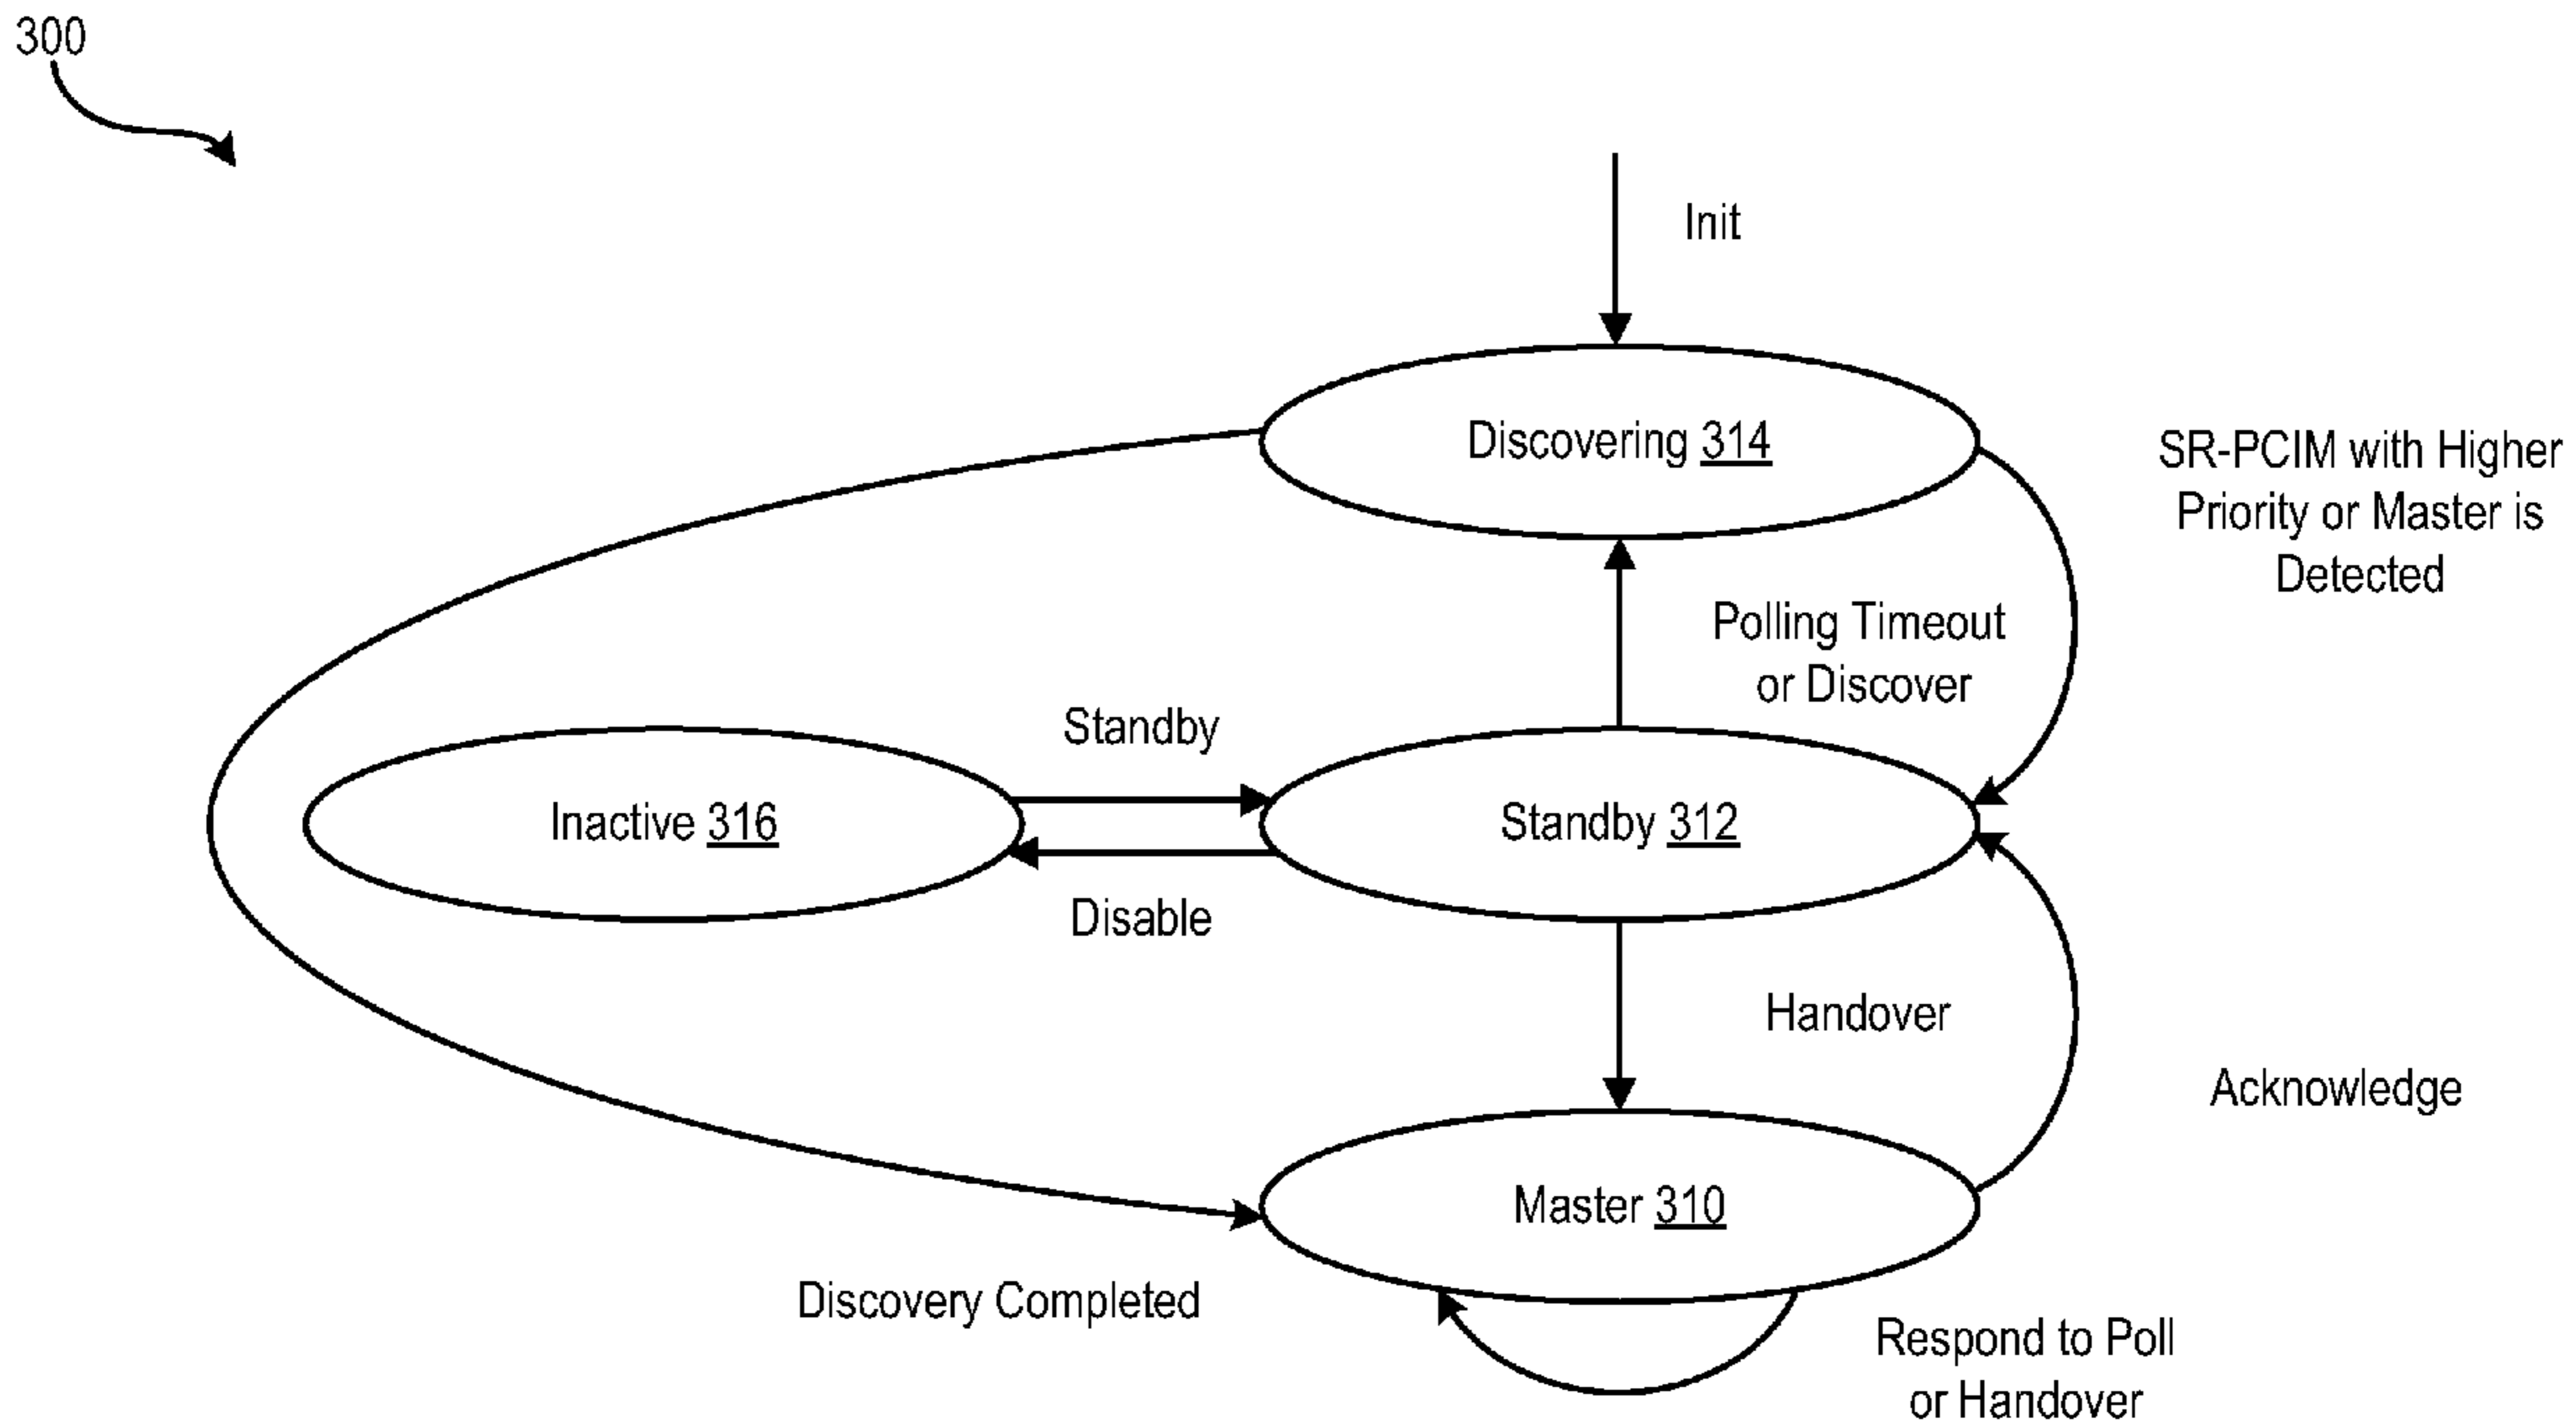 300
Init
Discovering 314
SR-PCIM with Higher
Priority or Master is
Detected
Polling Timeout
or Discover
Standby
Inactive 316
Standby 312
Disable
Handover
Acknowledge
Master 310
Discovery Completed
Respond to Poll
or Handover